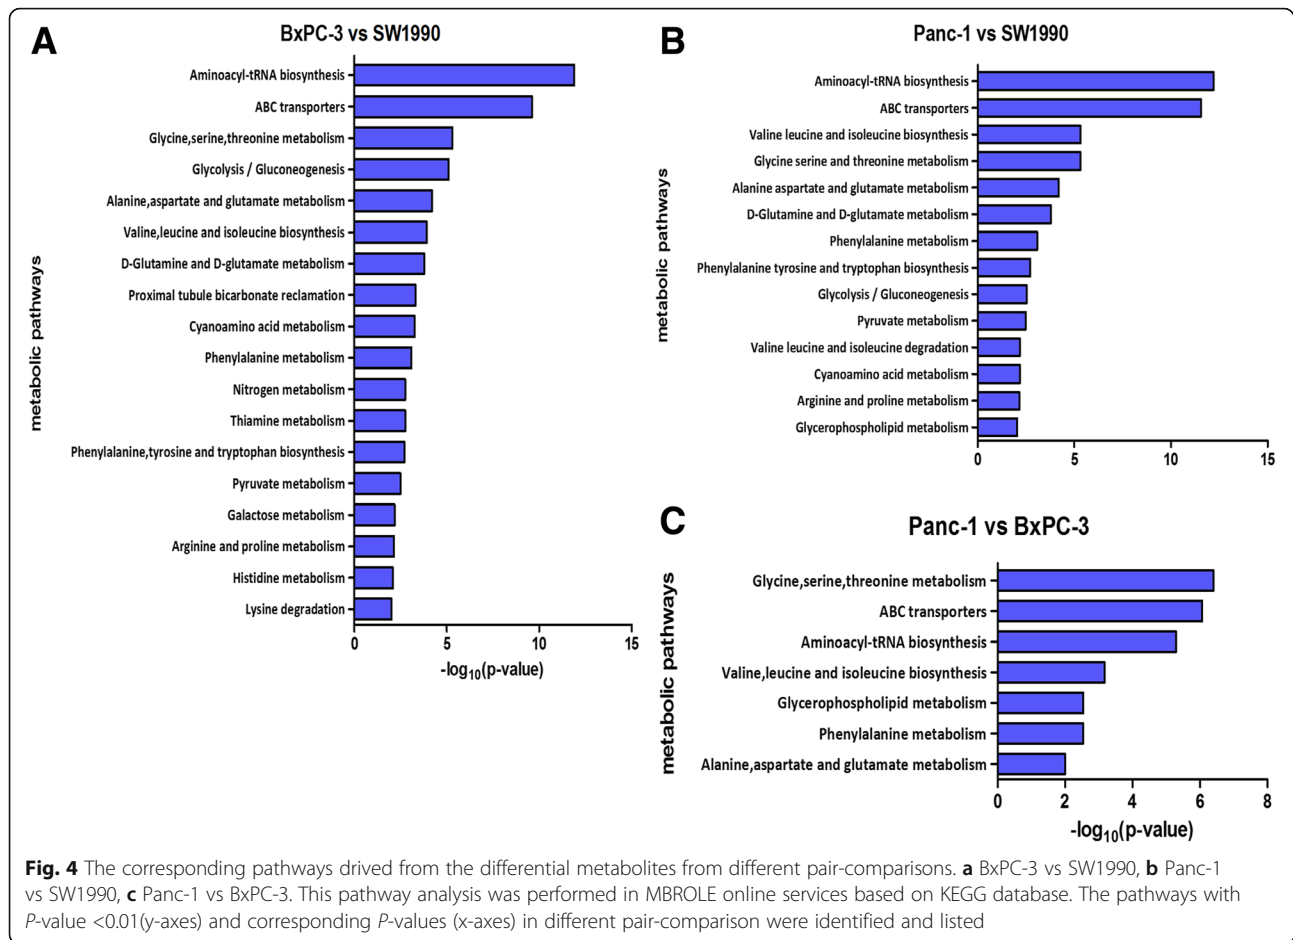 A
BxPC-3 vs SW1990
Aminoacyl-tRNA biosynthesis
ABC transporters
Glycine,serine,threonine metabolism
Glycolysis / Gluconeogenesis
Alanine,aspartate and glutamate metabolism
Valine,leucine and isoleucine biosynthesis
D-Glutamine and D-glutamate metabolism
Proximal tubule bicarbonate reclamation
Cyanoamino acid metabolism
Phenylalanine metabolism
Nitrogen metabolism
Thiamine metabolism
Phenylalanine,tyrosine and tryptophan biosynthesis
Pyruvate metabolism
Galactose metabolism
Arginine and proline metabolism
Histidine metabolism
Lysine degradation
metabolic pathways
0 5 10 15
-log10(p-value)
B
Panc-1 vs SW1990
Aminoacyl-tRNA biosynthesis
ABC transporters
Valine leucine and isoleucine biosynthesis
Glycine serine and threonine metabolism
Alanine aspartate and glutamate metabolism
D-Glutamine and D-glutamate metabolism
Phenylalanine metabolism
Phenylalanine tyrosine and tryptophan biosynthesis
Glycolysis / Gluconeogenesis
Pyruvate metabolism
Valine leucine and isoleucine degradation
Cyanoamino acid metabolism
Arginine and proline metabolism
Glycerophospholipid metabolism
metabolic pathways
0 5 10 15
C
Panc-1 vs BxPC-3
Glycine,serine,threonine metabolism
ABC transporters
Aminoacyl-tRNA biosynthesis
Valine,leucine and isoleucine biosynthesis
Glycerophospholipid metabolism
Phenylalanine metabolism
Alanine,aspartate and glutamate metabolism
metabolic pathways
0 2 4 6 8
-log10(p-value)
Fig. 4 The corresponding pathways drived from the differential metabolites from different pair-comparisons. a BxPC-3 vs SW1990, b Panc-1
vs SW1990, c Panc-1 vs BxPC-3. This pathway analysis was performed in MBROLE online services based on KEGG database. The pathways with
P-value <0.01(y-axes) and corresponding P-values (x-axes) in different pair-comparison were identified and listed